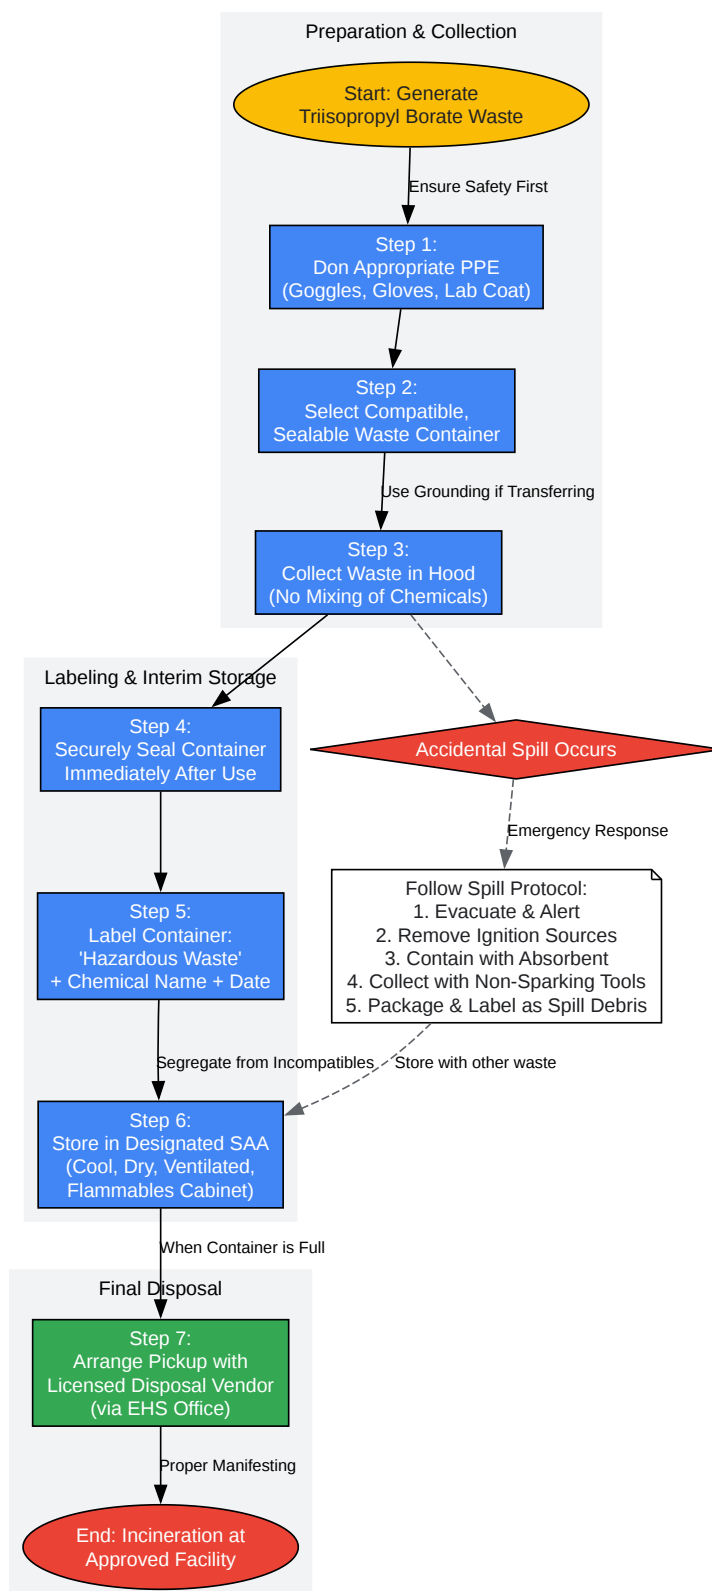 Preparation & Collection
Start: Generate
Triisopropyl Borate Waste
Ensure Safety First
Step 1:
Don Appropriate PPE
(Goggles, Gloves, Lab Coat)
Step 2:
Select Compatible,
Sealable Waste Container
Use Grounding if Transferring
Step 3:
Collect Waste in Hood
(No Mixing of Chemicals)
Labeling & Interim Storage
Step 4:
Securely Seal Container
Immediately After Use
Accidental Spill Occurs
Emergency Response
Step 5:
Label Container:
'Hazardous Waste'
+ Chemical Name + Date
Follow Spill Protocol:
1. Evacuate & Alert
2. Remove Ignition Sources
3. Contain with Absorbent
4. Collect with Non-Sparking Tools
5. Package & Label as Spill Debris
Segregate from Incompatibles
Store with other waste
Step 6:
Store in Designated SAA
(Cool, Dry, Ventilated,
Flammables Cabinet)
When Container is Full
Final Disposal
Step 7:
Arrange Pickup with
Licensed Disposal Vendor
(via EHS Office)
Proper Manifesting
End: Incineration at
Approved Facility